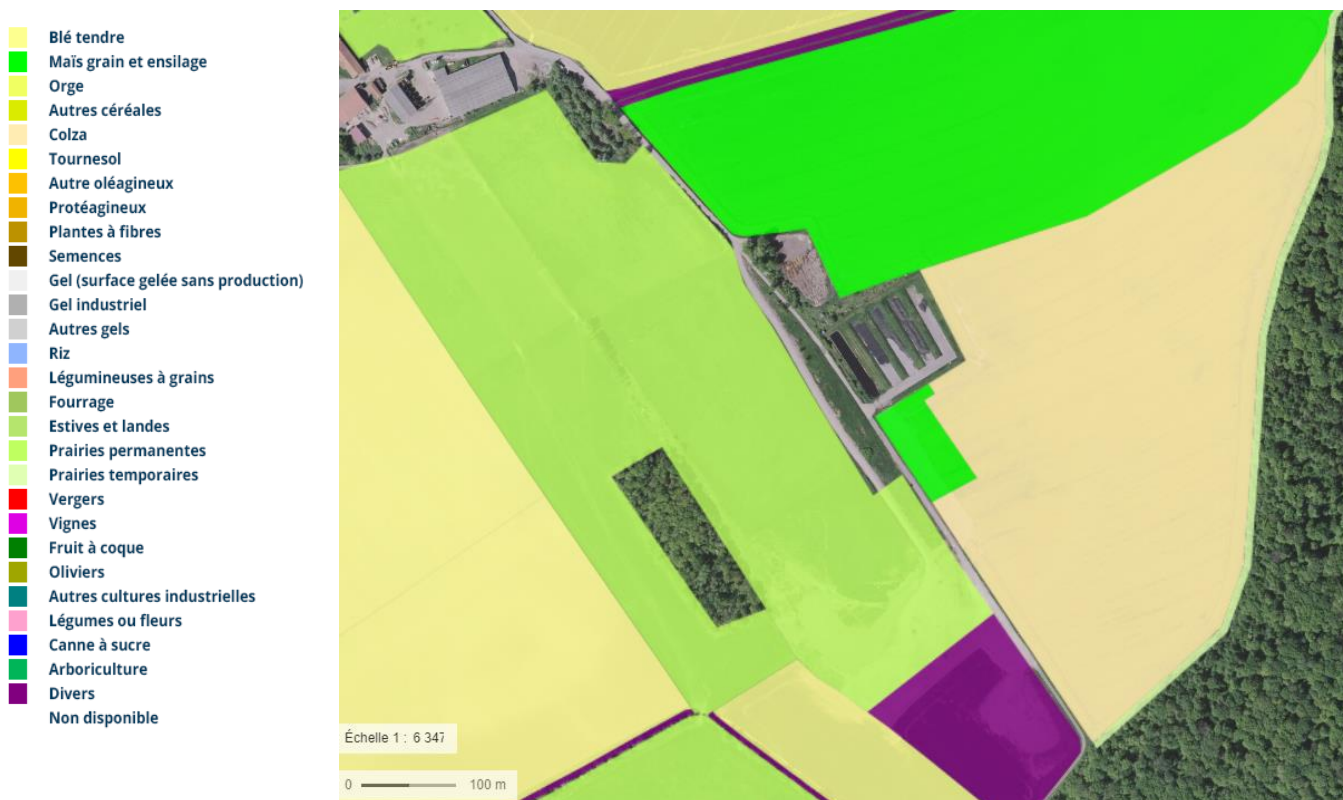 Blé tendre
Maïs grain et ensilage
Orge
Autres céréales
Colza
Tournesol
Autre oléagineux
Protéagineux
Plantes à fibres
Semences
Gel (surface gelée sans production)
Gel industriel
Autres gels
Riz
Légumineuses à grains
Fourrage
Estives et landes
Prairies permanentes
Prairies temporaires
Vergers
Vignes
Fruit à coque
Oliviers
Autres cultures industrielles
Légumes ou fleurs
Canne à sucre
Arboriculture
Divers
Non disponible
Échelle 1 : 6 347
0 100 m